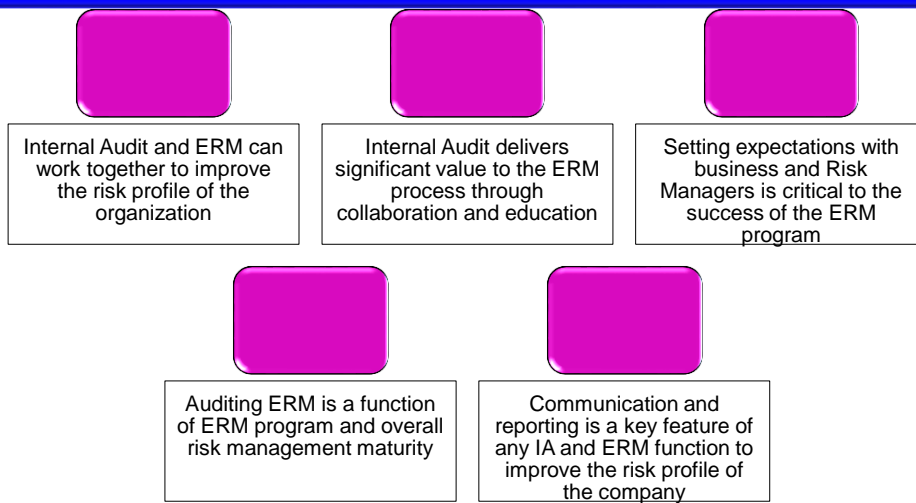 Internal Audit and ERM can
work together to improve
the risk profile of the
organization
Internal Audit delivers
significant value to the ERM
process through
collaboration and education
Setting expectations with
business and Risk
Managers is critical to the
success of the ERM
program
Auditing ERM is a function
of ERM program and overall
risk management maturity
Communication and
reporting is a key feature of
any IA and ERM function to
improve the risk profile of
the company